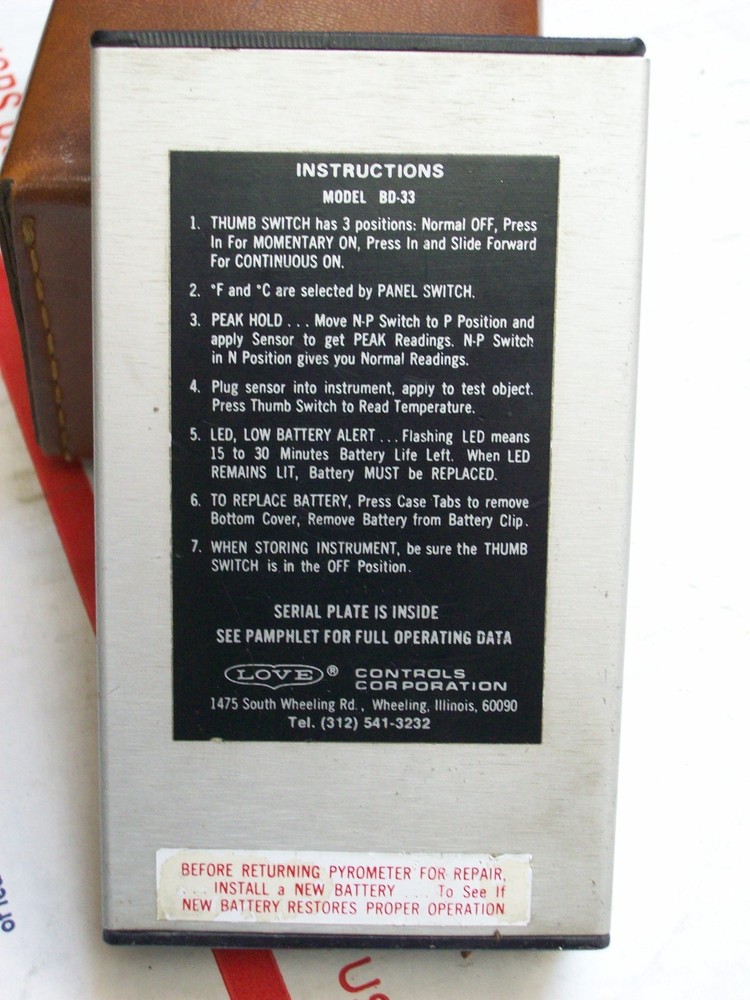 INSTRUCTIONS
MODEL BD-33
1. THUMB SWITCH has 3 positions: Normal OFF, Press
In For MOMENTARY ON, Press In and Slide Forward
For CONTINUOUS ON.
2. °F and °C are selected by PANEL SWITCH.
3. PEAK HOLD . . . Move N-P Switch to P Position and
apply Sensor to get PEAK Readings. N-P Switch
in N Position gives you Normal Readings.
4. Plug sensor into instrument, apply to test object.
Press Thumb Switch to Read Temperature.
5. LED, LOW BATTERY ALERT . . . Flashing LED means
15 to 30 Minutes Battery Life Left. When LED
REMAINS LIT, Battery MUST be REPLACED.
6. TO REPLACE BATTERY, Press Case Tabs to remove
Bottom Cover, Remove Battery from Battery Clip.
7. WHEN STORING INSTRUMENT, be sure the THUMB
SWITCH is in the OFF Position.
SERIAL PLATE IS INSIDE
SEE PAMPHLET FOR FULL OPERATING DATA
LOVE ® CONTROLS
CORPORATION
1475 South Wheeling Rd., Wheeling, Illinois, 60090
Tel. (312) 541-3232
BEFORE RETURNING PYROMETER FOR REPAIR,
. . . INSTALL a NEW BATTERY . . . To See If
NEW BATTERY RESTORES PROPER OPERATION